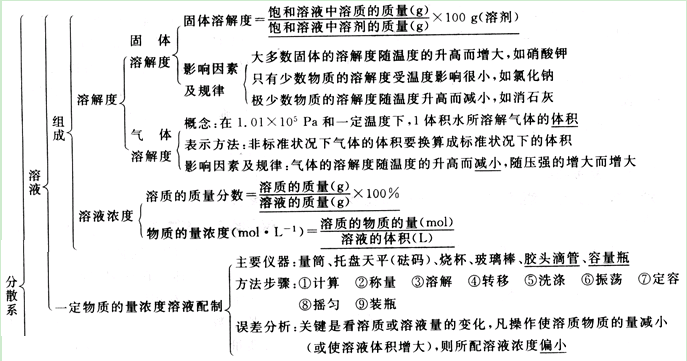 固体溶解度=饱和溶液中溶质的质量(g)/饱和溶液中溶剂的质量(g)×100 g(溶剂)
固 体
溶解度
影响因素
及规律
大多数固体的溶解度随温度的升高而增大,如硝酸钾
只有少数物质的溶解度受温度影响很小,如氯化钠
极少数物质的溶解度随温度升高而减小,如消石灰
溶解度
组成
气 体
溶解度
概念:在 1.01×10⁵ Pa 和一定温度下,1 体积水所溶解气体的体积
表示方法:非标准状况下气体的体积要换算成标准状况下的体积
影响因素及规律:气体的溶解度随温度的升高而减小,随压强的增大而增大
溶液
溶液浓度
溶质的质量分数=溶质的质量(g)/溶液的质量(g)×100%
物质的量浓度(mol·L⁻¹)=溶质的物质的量(mol)/溶液的体积(L)
分散系
一定物质的量浓度溶液配制
主要仪器:量筒、托盘天平(砝码)、烧杯、玻璃棒、胶头滴管、容量瓶
方法步骤:①计算 ②称量 ③溶解 ④转移 ⑤洗涤 ⑥振荡 ⑦定容
⑧摇匀 ⑨装瓶
误差分析:关键是看溶质或溶液量的变化,凡操作使溶质物质的量减小
(或使溶液体积增大),则所配溶液浓度偏小